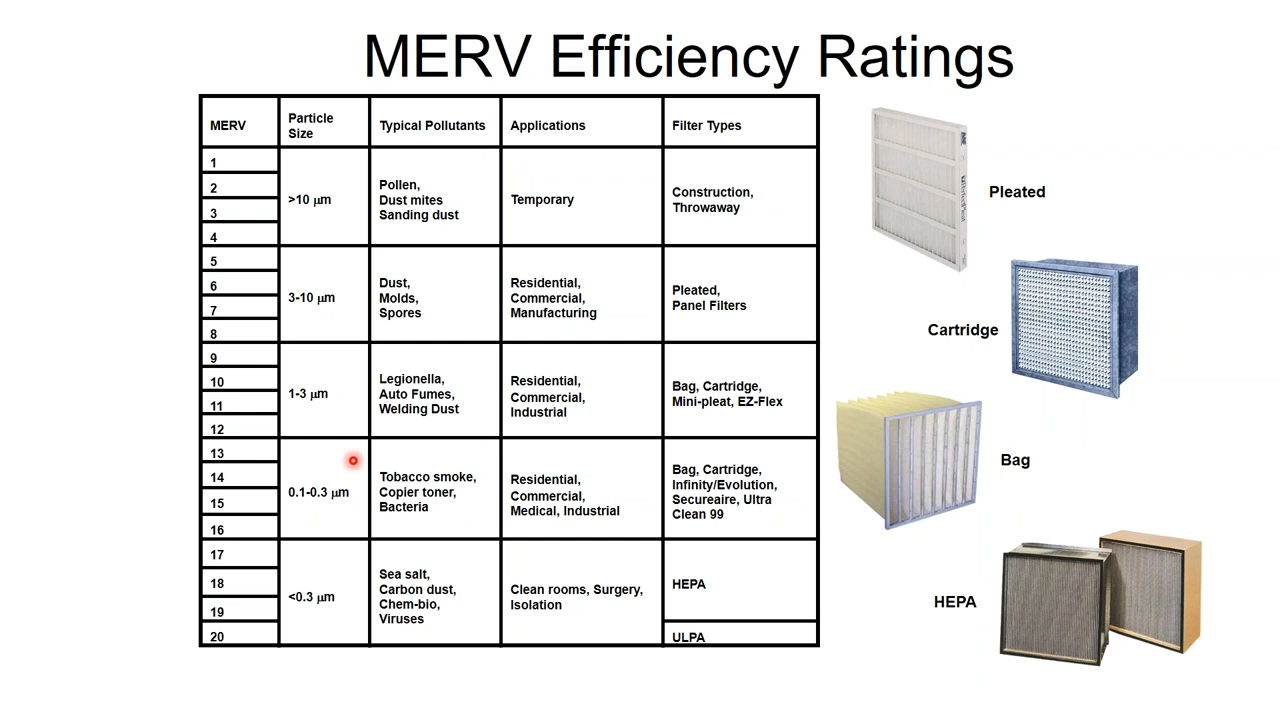 MERV Efficiency Ratings
MERV
Particle
Size
Typical Pollutants
Applications
Filter Types
1
2
3
4
>10 μm
Pollen,
Dust mites
Sanding dust
Temporary
Construction,
Throwaway
5
6
7
8
3-10 μm
Dust,
Molds,
Spores
Residential,
Commercial,
Manufacturing
Pleated,
Panel Filters
9
10
11
12
1-3 μm
Legionella,
Auto Fumes,
Welding Dust
Residential,
Commercial,
Industrial
Bag, Cartridge,
Mini-pleat, EZ-Flex
13
14
15
16
0.1-0.3 μm
Tobacco smoke,
Copier toner,
Bacteria
Residential,
Commercial,
Medical, Industrial
Bag, Cartridge,
Infinity/Evolution,
Secureaire, Ultra
Clean 99
17
18
19
20
<0.3 μm
Sea salt,
Carbon dust,
Chem-bio,
Viruses
Clean rooms, Surgery,
Isolation
HEPA
ULPA
Pleated
Cartridge
Bag
HEPA